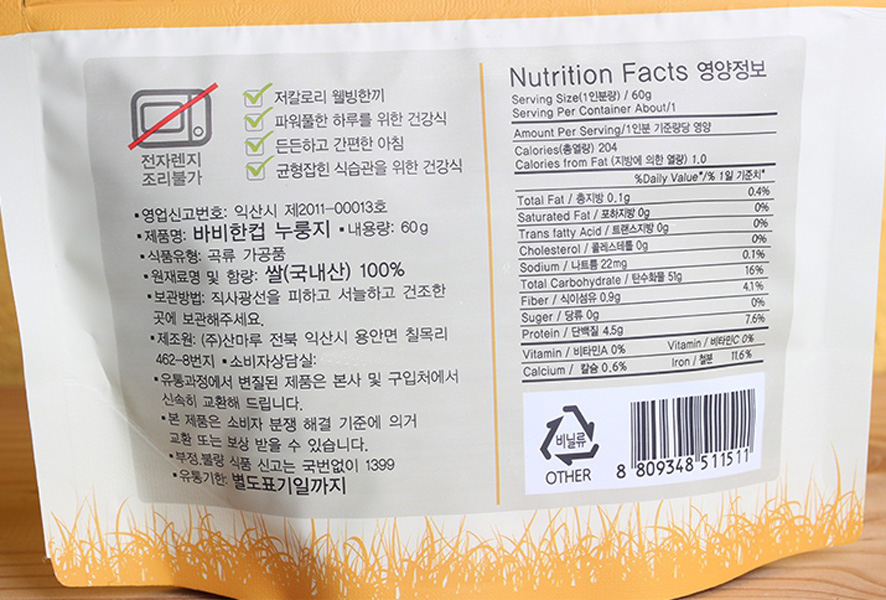 전자렌지
조리불가
저칼로리 웰빙한끼
파워풀한 하루를 위한 건강식
든든하고 간편한 아침
균형잡힌 식습관을 위한 건강식
▪영업신고번호: 익산시 제2011-00013호
▪제품명: 바비한컵 누룽지 ▪내용량: 60g
▪식품유형: 곡류 가공품
▪원재료명 및 함량: 쌀(국내산) 100%
▪보관방법: 직사광선을 피하고 서늘하고 건조한
곳에 보관해주세요.
▪제조원: (주)산마루 전북 익산시 용안면 칠목리
462-8번지 ▪소비자상담실:
▪유통과정에서 변질된 제품은 본사 및 구입처에서
신속히 교환해 드립니다.
▪본 제품은 소비자 분쟁 해결 기준에 의거
교환 또는 보상 받을 수 있습니다.
▪부정.불량 식품 신고는 국번없이 1399
▪유통기한: 별도표기일까지
Nutrition Facts 영양정보
Serving Size(1인분량) / 60g
Serving Per Container About/1
Amount Per Serving/1인분 기준량당 영양
Calories(총열량) 204
Calories from Fat (지방에 의한 열량) 1.0
%Daily Value*/% 1일 기준치*
Total Fat / 총지방 0.1g 0.4%
Saturated Fat / 포화지방 0g 0%
Trans fatty Acid / 트랜스지방 0g 0%
Cholesterol / 콜레스테롤 0g 0%
Sodium / 나트륨 22mg 0.1%
Total Carbohydrate / 탄수화물 51g 16%
Fiber / 식이섬유 0.9g 4.1%
Suger / 당류 0g 0%
Protein / 단백질 4.5g 7.6%
Vitamin / 비타민A 0% Vitamin / 비타민C 0%
Calcium / 칼슘 0.6% Iron / 철분 11.6%
비닐류
OTHER
8 809348 511511